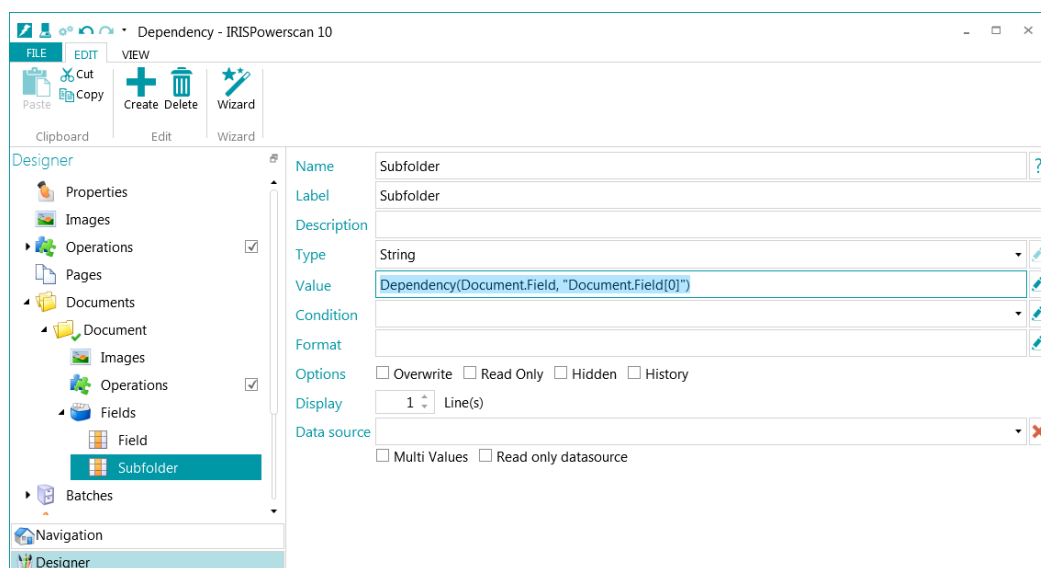 Dependency - IRISPowerscan 10
FILE EDIT VIEW
Paste Cut Copy Create Delete Wizard
Clipboard Edit Wizard
Designer
Properties
Images
Operations
Pages
Documents
Document
Images
Operations
Fields
Field
Subfolder
Batches
Navigation
Designer
Name Subfolder ?
Label Subfolder
Description
Type String
Value Dependency(Document.Field, "Document.Field[0]")
Condition
Format
Options Overwrite Read Only Hidden History
Display 1 Line(s)
Data source
Multi Values Read only datasource